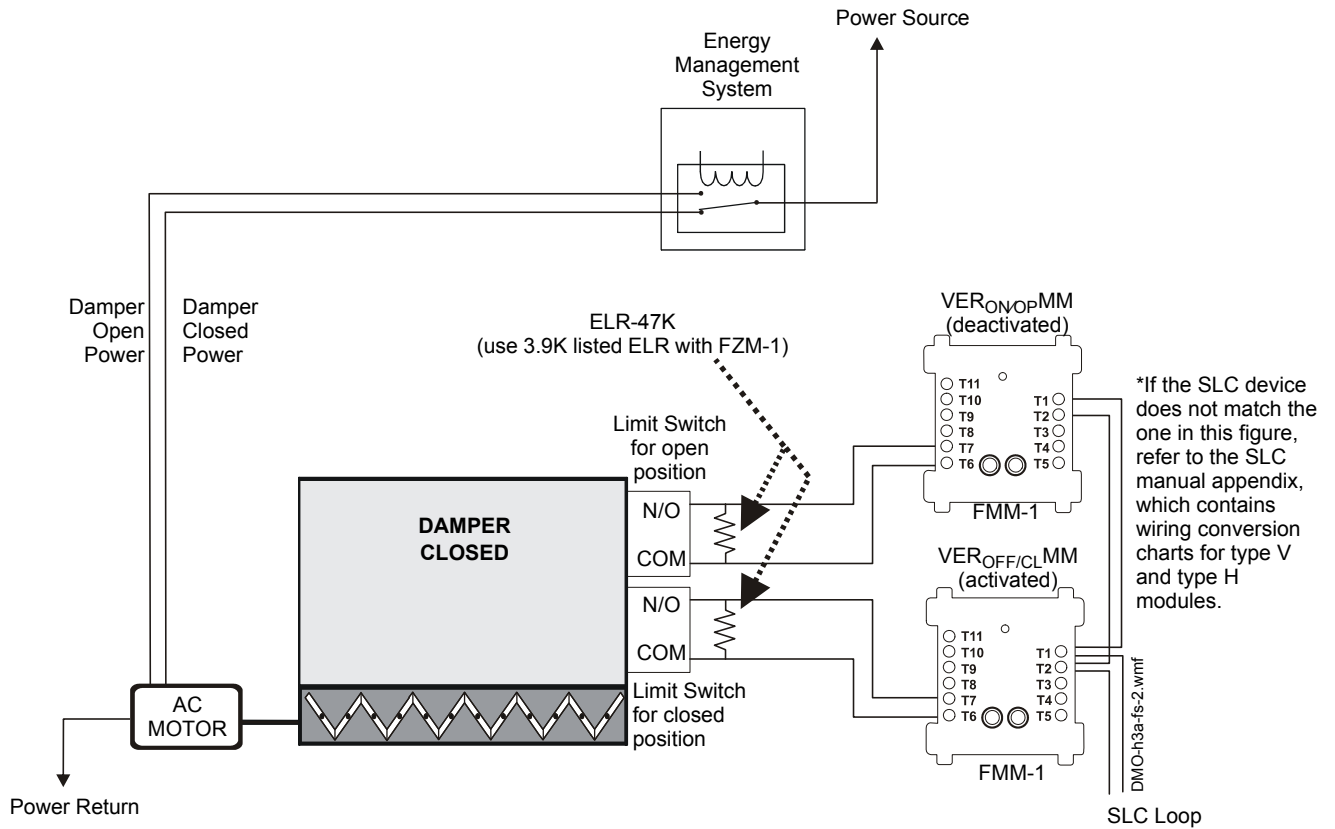 Power Source
Energy
Management
System
Damper
Open
Power
Damper
Closed
Power
ELR-47K
(use 3.9K listed ELR with FZM-1)
VERON/OPMM
(deactivated)
T11
T10
T9
T8
T7
T6
T1
T2
T3
T4
T5
FMM-1
*If the SLC device
does not match the
one in this figure,
refer to the SLC
manual appendix,
which contains
wiring conversion
charts for type V
and type H
modules.
Limit Switch
for open
position
DAMPER
CLOSED
N/O
COM
N/O
COM
Limit Switch
for closed
position
VEROFF/CLMM
(activated)
T11
T10
T9
T8
T7
T6
T1
T2
T3
T4
T5
FMM-1
AC
MOTOR
Power Return
SLC Loop
DMO-h3a-fs-2.wmf